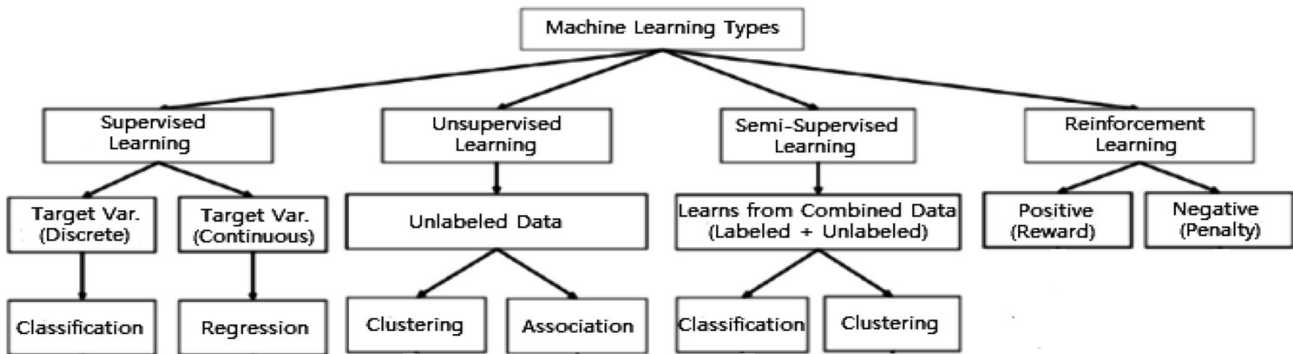 Machine Learning Types
Supervised
Learning
Unsupervised
Learning
Semi-Supervised
Learning
Reinforcement
Learning
Target Var.
(Discrete)
Target Var.
(Continuous)
Unlabeled Data
Learns from Combined Data
(Labeled + Unlabeled)
Positive
(Reward)
Negative
(Penalty)
Classification
Regression
Clustering
Association
Classification
Clustering